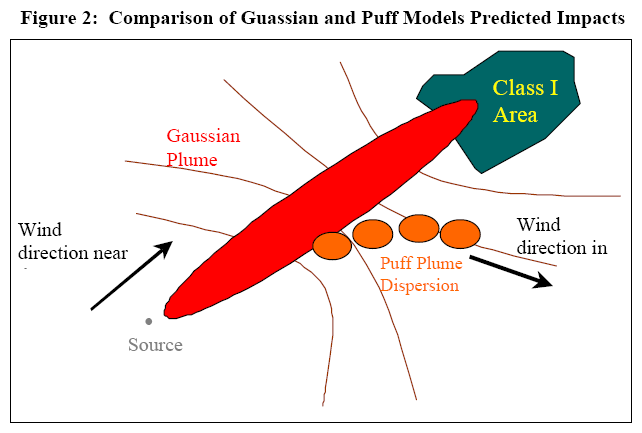 Figure 2: Comparison of Guassian and Puff Models Predicted Impacts
Class I
Area
Gaussian
Plume
Wind
direction near
Wind
direction in
Puff Plume
Dispersion
Source